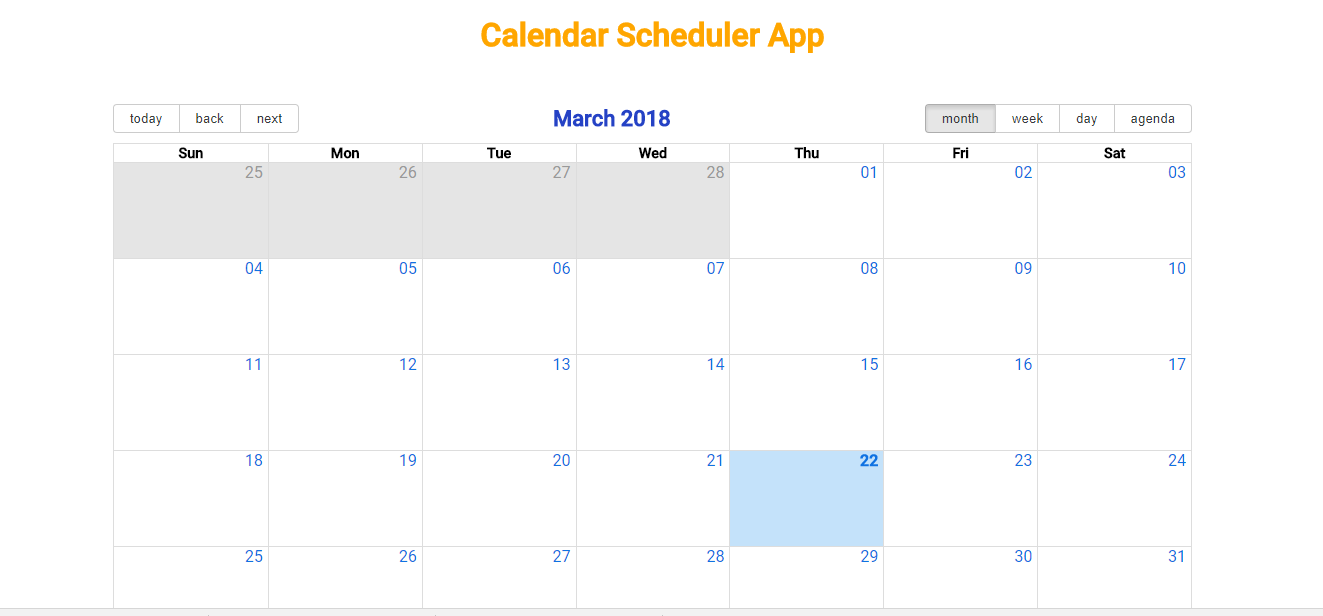 Calendar Scheduler App
today back next March 2018 month week day agenda
Sun Mon Tue Wed Thu Fri Sat
25 26 27 28 01 02 03
04 05 06 07 08 09 10
11 12 13 14 15 16 17
18 19 20 21 22 23 24
25 26 27 28 29 30 31